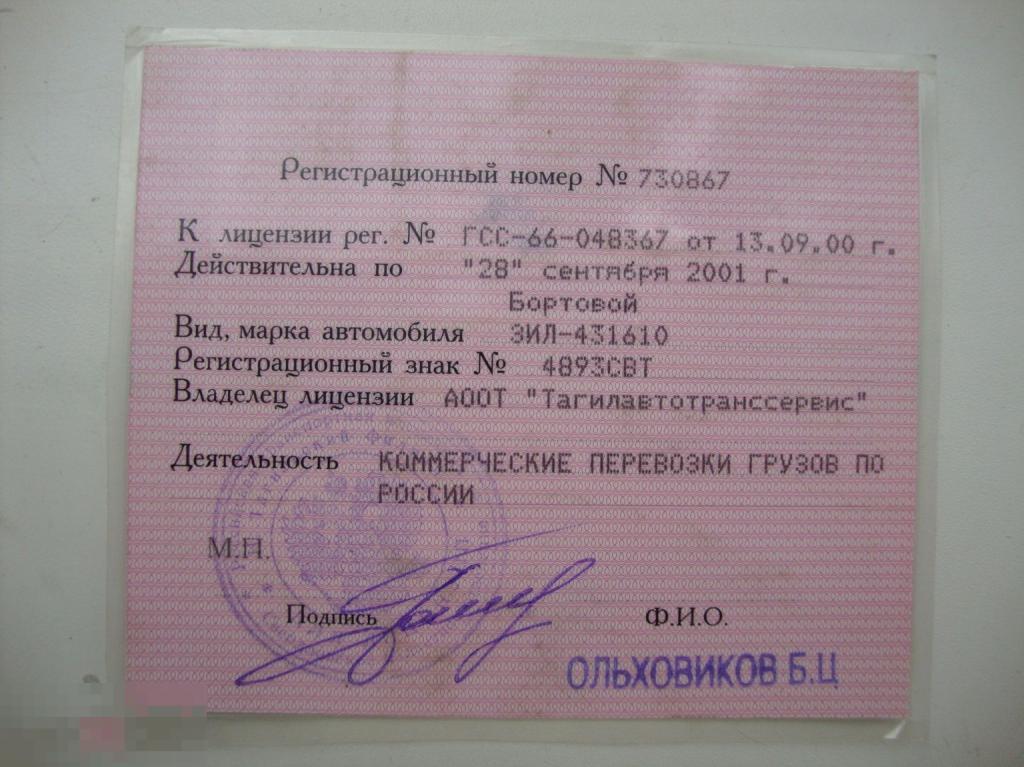 Регистрационный номер № 730867
К лицензии рег. № ГСС-66-048367 от 13.09.00 г.
Действительна по "28" сентября 2001 г.
Бортовой
Вид, марка автомобиля ЗИЛ-431610
Регистрационный знак № 4893СВТ
Владелец лицензии АООТ "Тагилавтотранссервис"
Деятельность КОММЕРЧЕСКИЕ ПЕРЕВОЗКИ ГРУЗОВ ПО
РОССИИ
М.П.
Подпись Ф.И.О.
ОЛЬХОВИКОВ Б.Ц